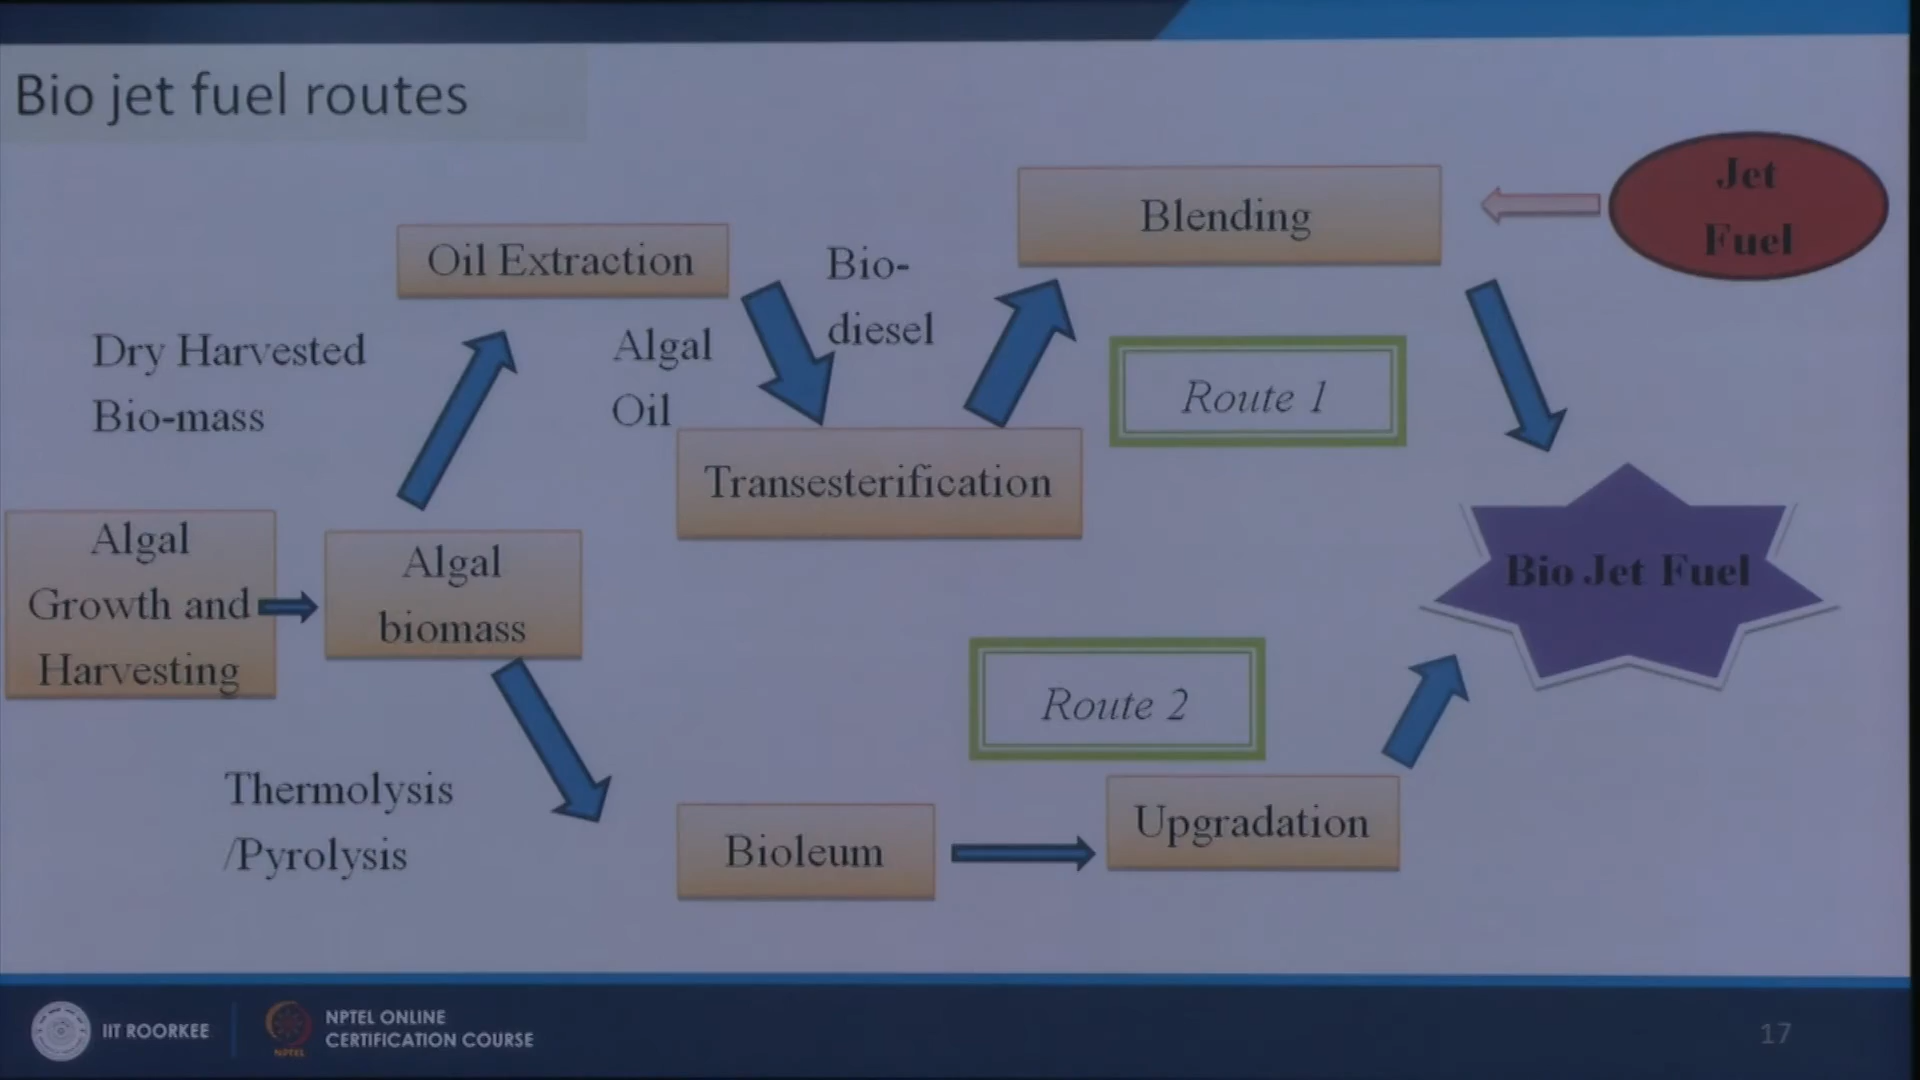 Bio jet fuel routes
Jet
Fuel
Blending
Oil Extraction
Bio-
diesel
Dry Harvested
Bio-mass
Algal
Oil
Route 1
Transesterification
Algal
Growth and
Harvesting
Algal
biomass
Bio Jet Fuel
Route 2
Thermolysis
/Pyrolysis
Bioleum
Upgradation
IIT ROORKEE
NPTEL
NPTEL ONLINE
CERTIFICATION COURSE
17